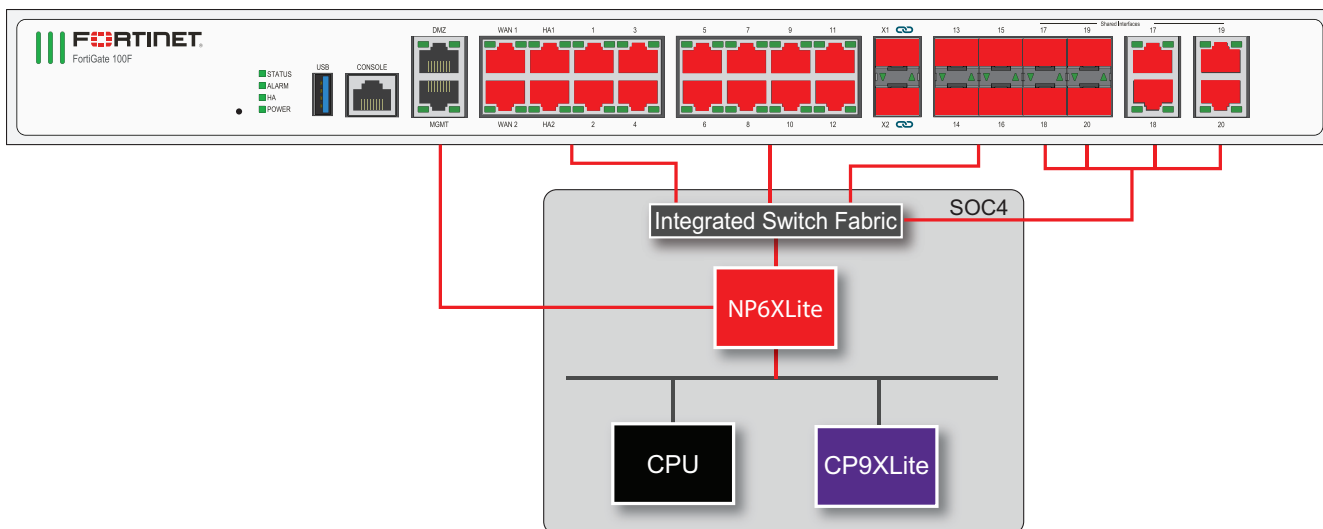 FORTINET
FortiGate 100F
STATUS
ALARM
HA
POWER
USB
CONSOLE
DMZ
MGMT
WAN 1 HA1 1 3
WAN 2 HA2 2 4
5 7 9 11
6 8 10 12
X1
X2
Shared Interfaces
13 15 17 19
14 16 18 20
17 19
18 20
SOC4
Integrated Switch Fabric
NP6XLite
CPU
CP9XLite